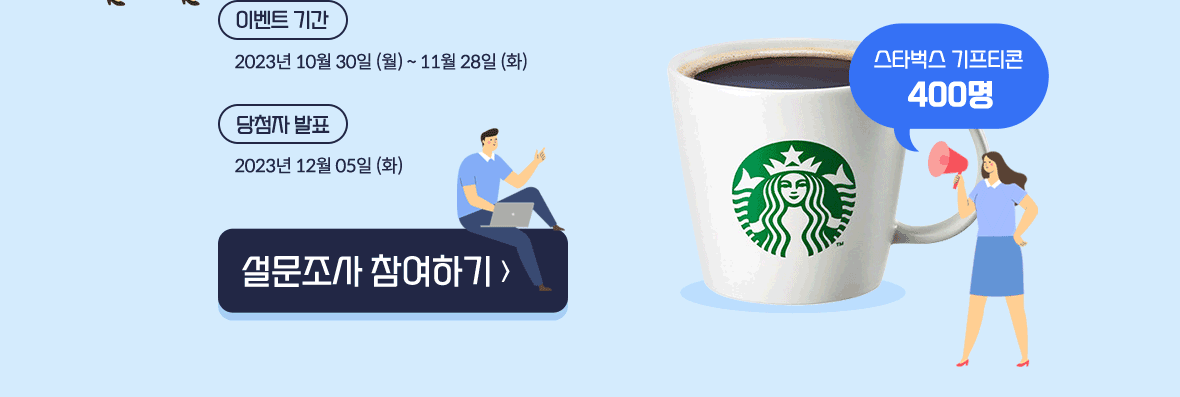 이벤트 기간
2023년 10월 30일 (월) ~ 11월 28일 (화)
당첨자 발표
2023년 12월 05일 (화)
설문조사 참여하기 >
스타벅스 기프티콘
400명
TM